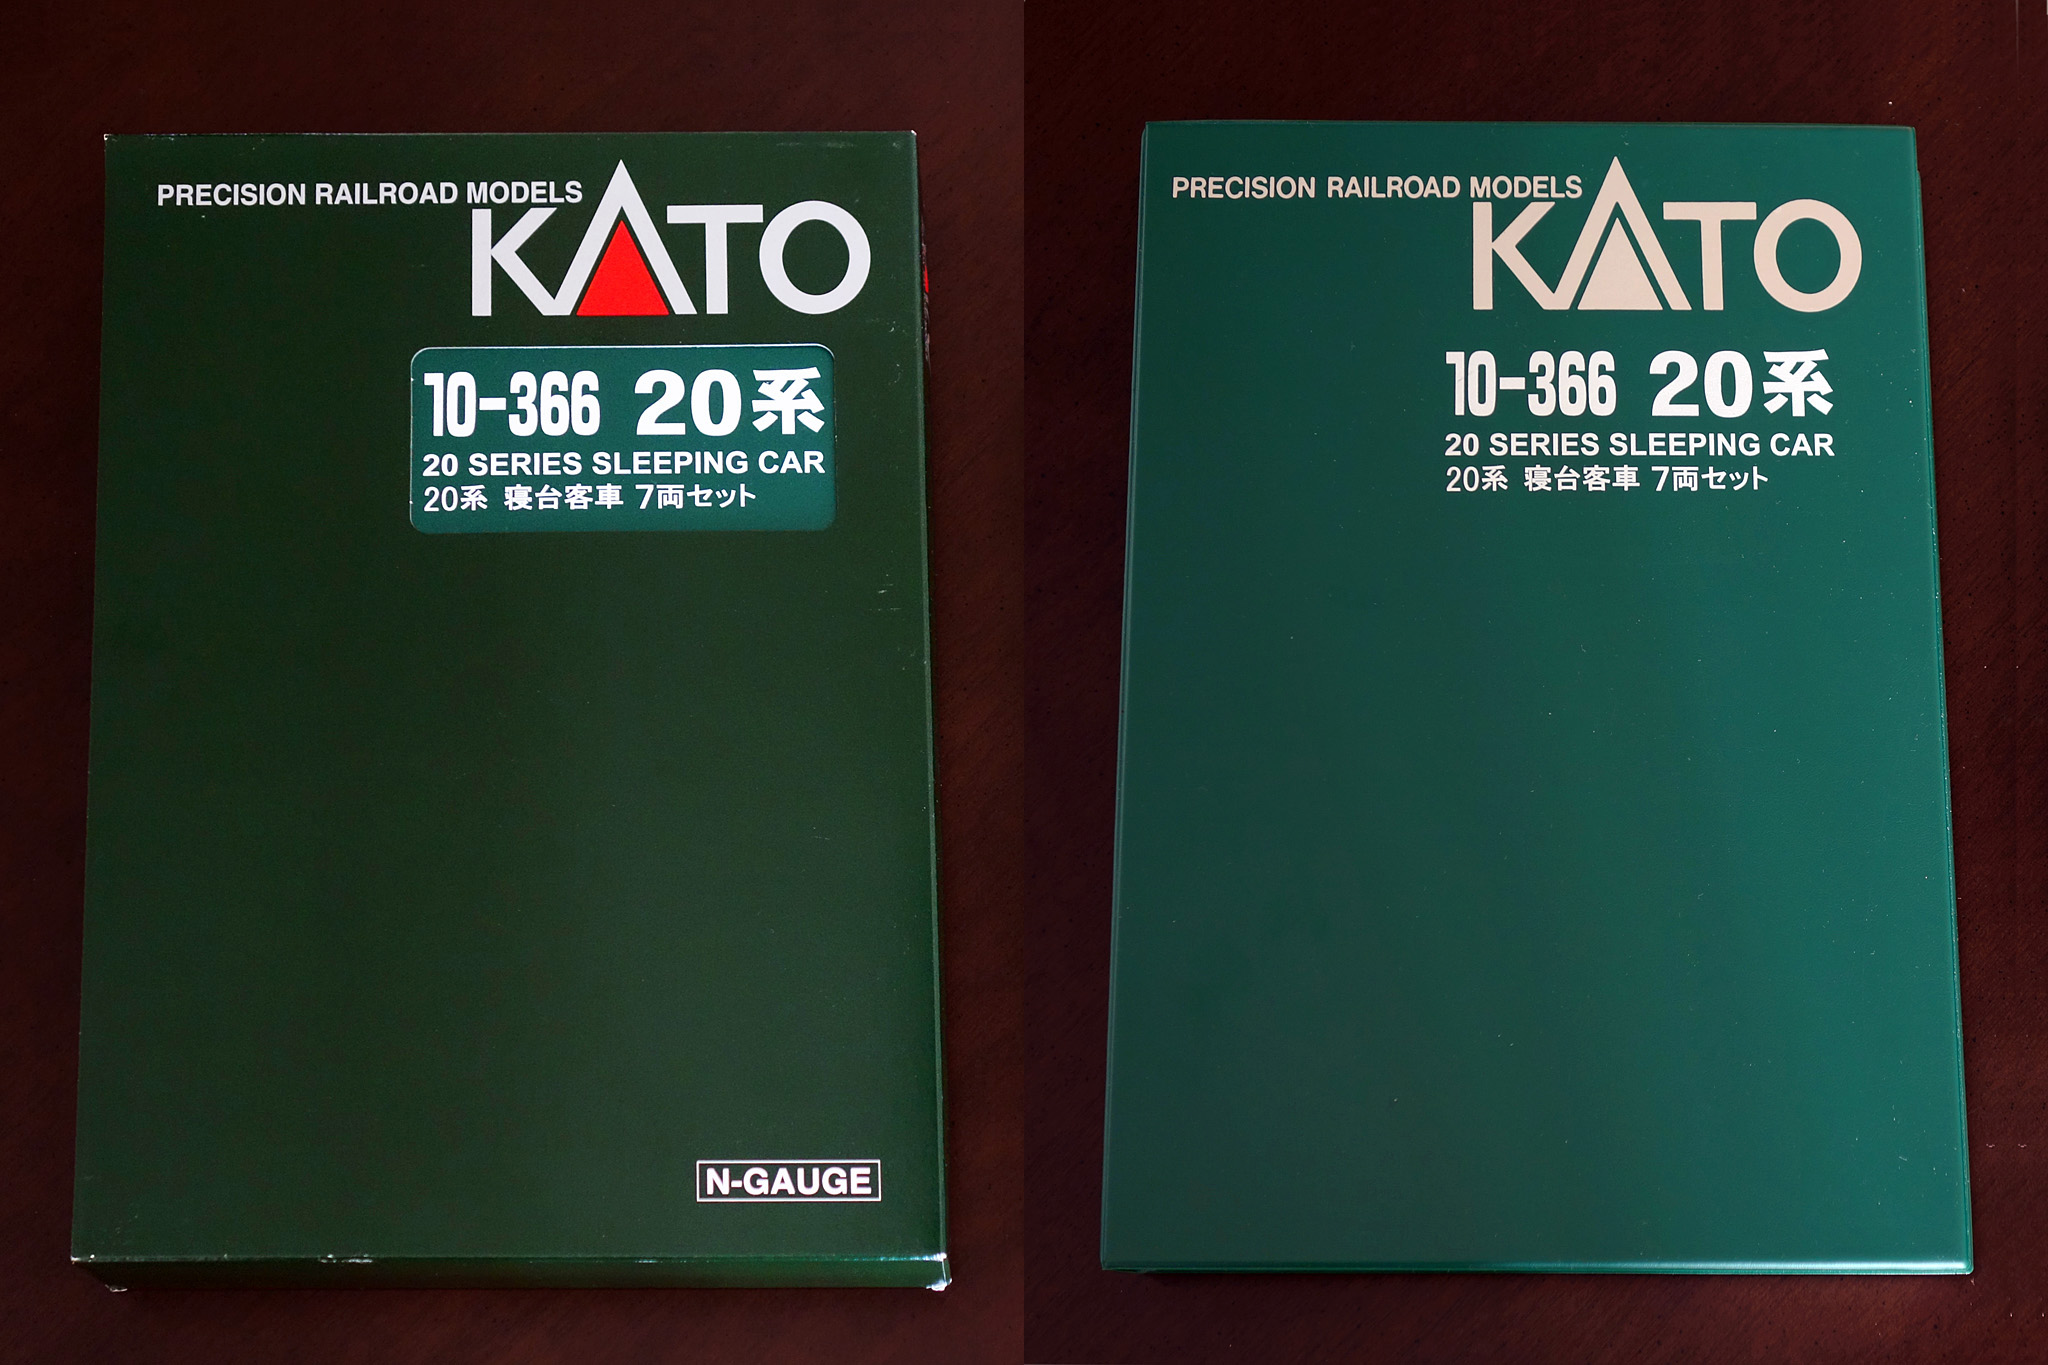 PRECISION RAILROAD MODELS
KATO
10-366 20系
20 SERIES SLEEPING CAR
20系 寝台客車 7両セット
N-GAUGE
PRECISION RAILROAD MODELS
KATO
10-366 20系
20 SERIES SLEEPING CAR
20系 寝台客車 7両セット